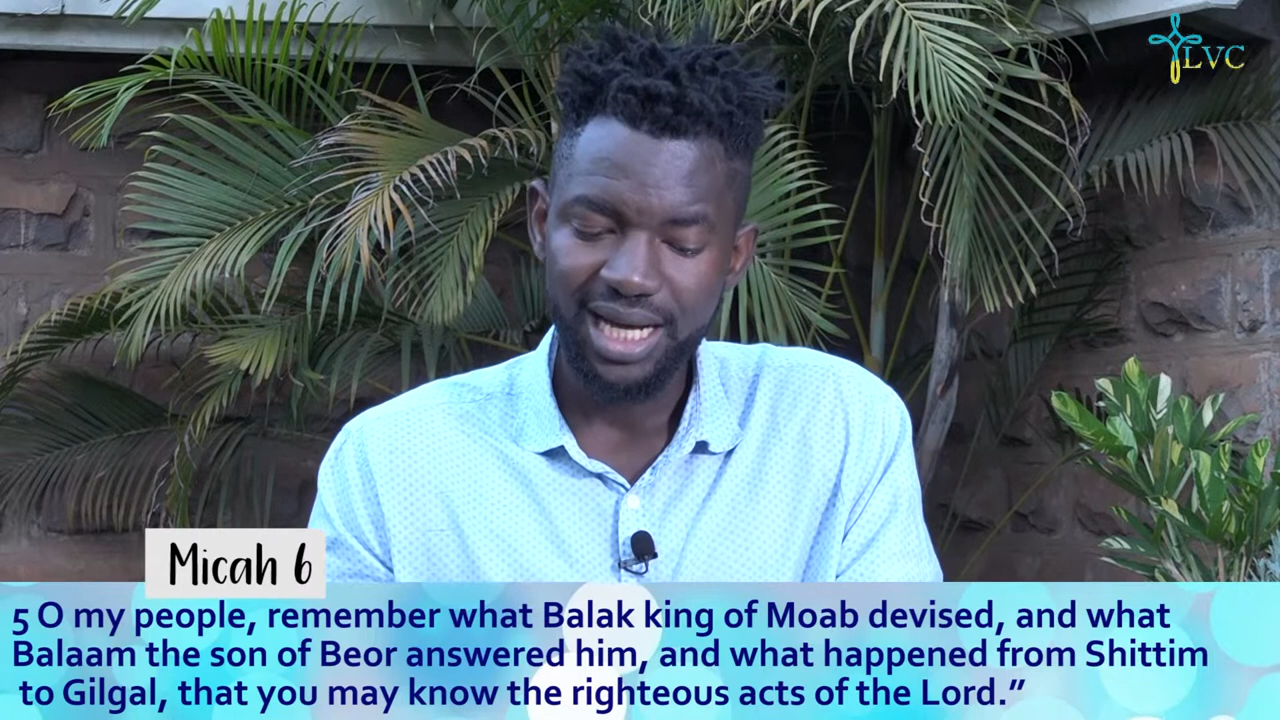 LVC
Micah 6
5 O my people, remember what Balak king of Moab devised, and what
Balaam the son of Beor answered him, and what happened from Shittim
to Gilgal, that you may know the righteous acts of the Lord.”